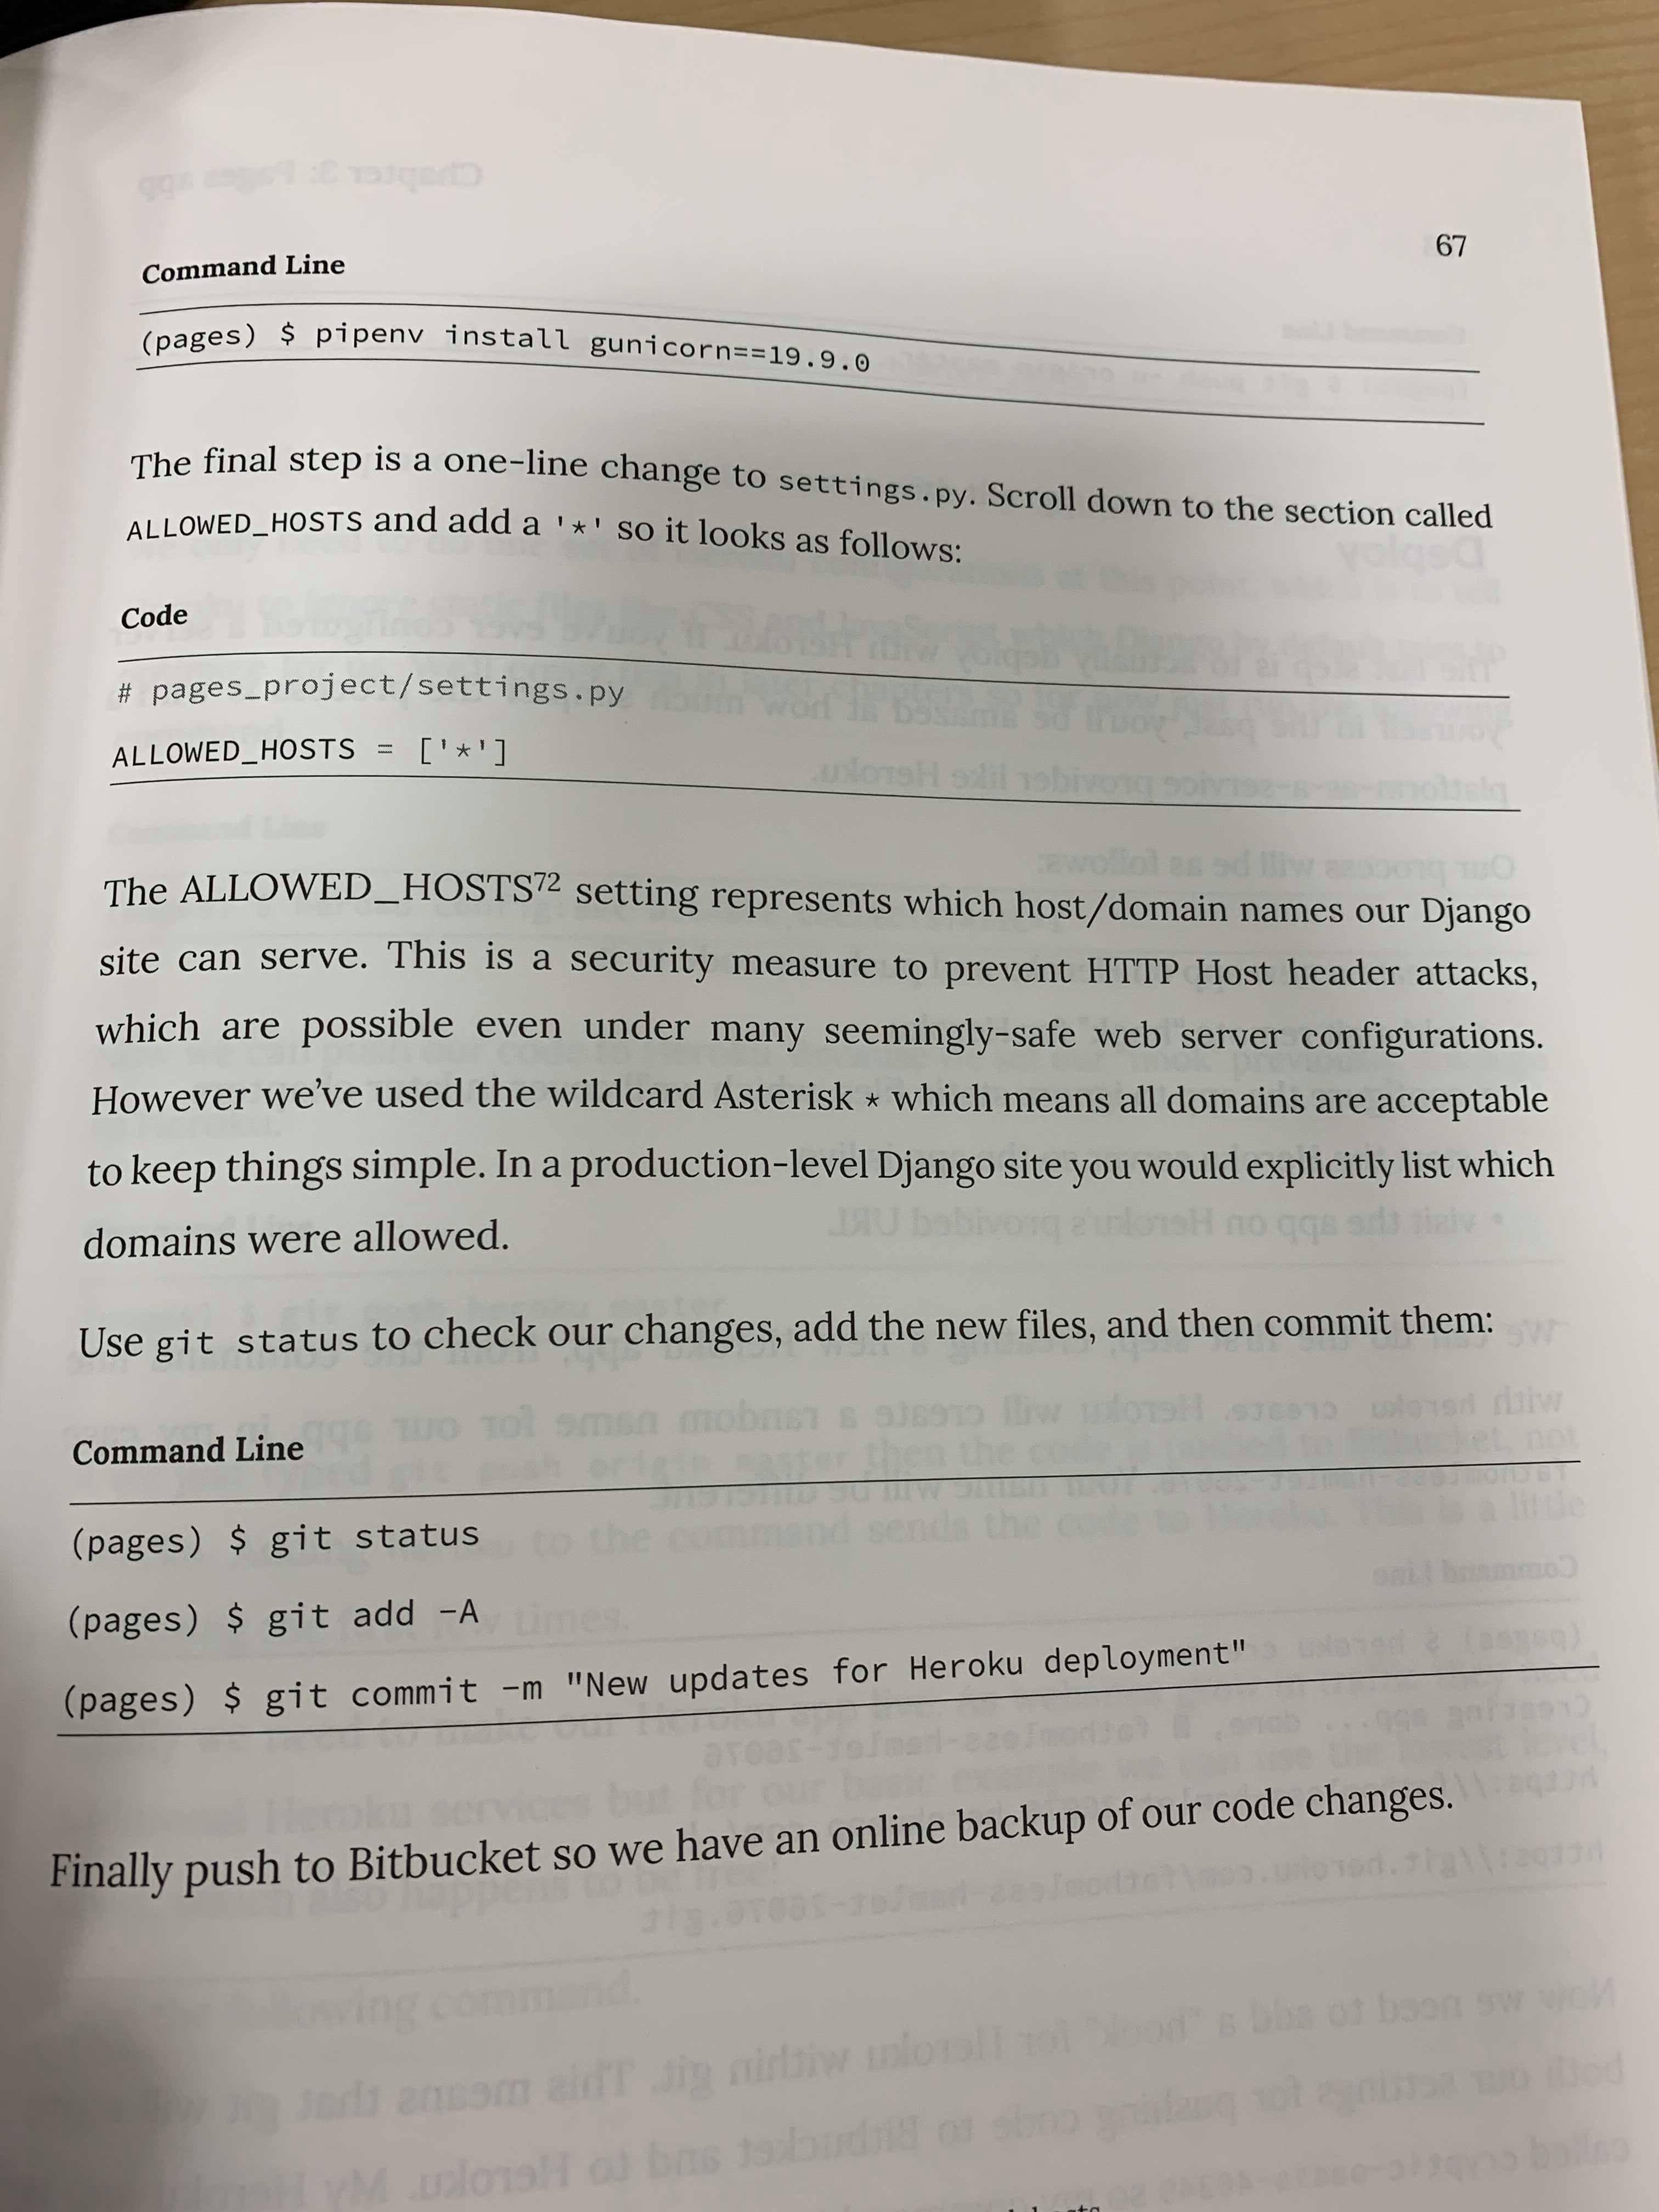 67
Command Line
(pages) $ pipenv install gunicorn==19.9.0
The final step is a one-line change to settings.py. Scroll down to the section called
ALLOWED_HOSTS and add a '*' so it looks as follows:
Code
# pages_project/settings.py
ALLOWED_HOSTS = ['*']
The ALLOWED_HOSTS72 setting represents which host/domain names our Django
site can serve. This is a security measure to prevent HTTP Host header attacks,
which are possible even under many seemingly-safe web server configurations.
However we've used the wildcard Asterisk * which means all domains are acceptable
to keep things simple. In a production-level Django site you would explicitly list which
domains were allowed.
Use git status to check our changes, add the new files, and then commit them:
Command Line
(pages) $ git status
(pages) $ git add -A
(pages) $ git commit -m "New updates for Heroku deployment"
Finally push to Bitbucket so we have an online backup of our code changes.